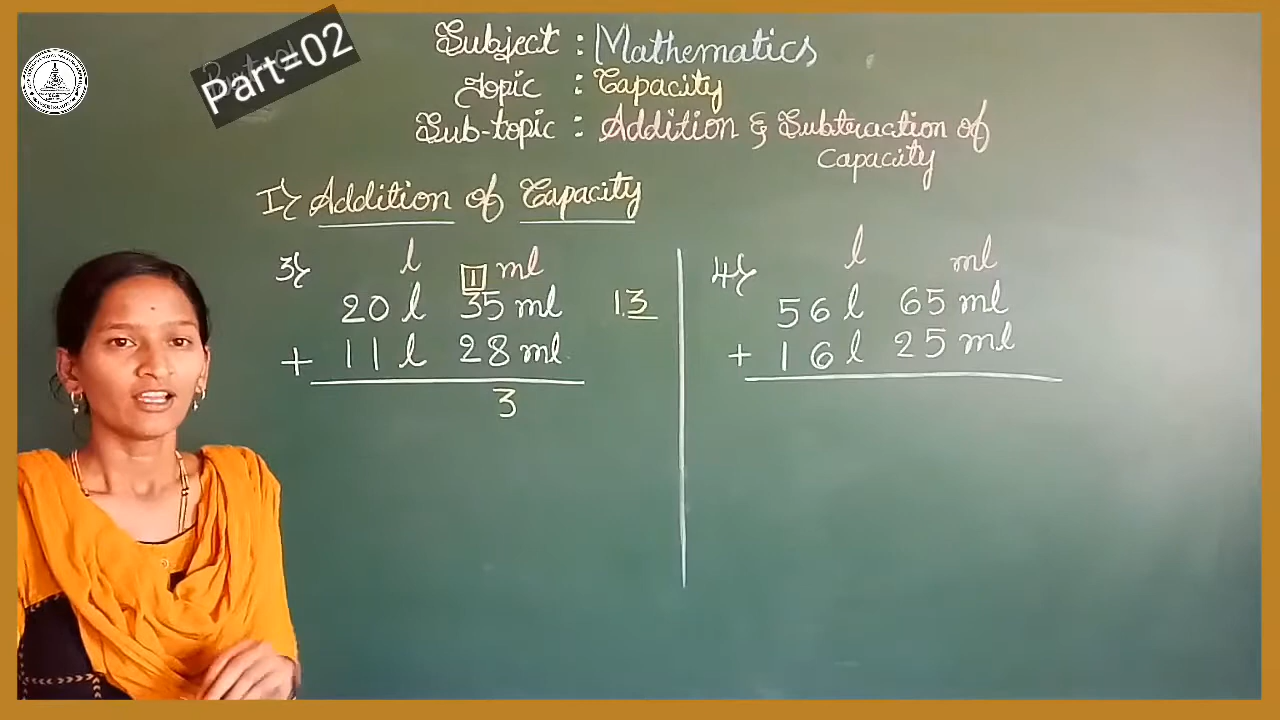 Part=02
Subject : Mathematics
Topic : Capacity
Sub-topic : Addition & Subtraction of
Capacity
I} Addition of Capacity
3} l ml
1
20 l 35 ml 13
+ 11 l 28 ml
3
4} l ml
56 l 65 ml
+ 16 l 25 ml